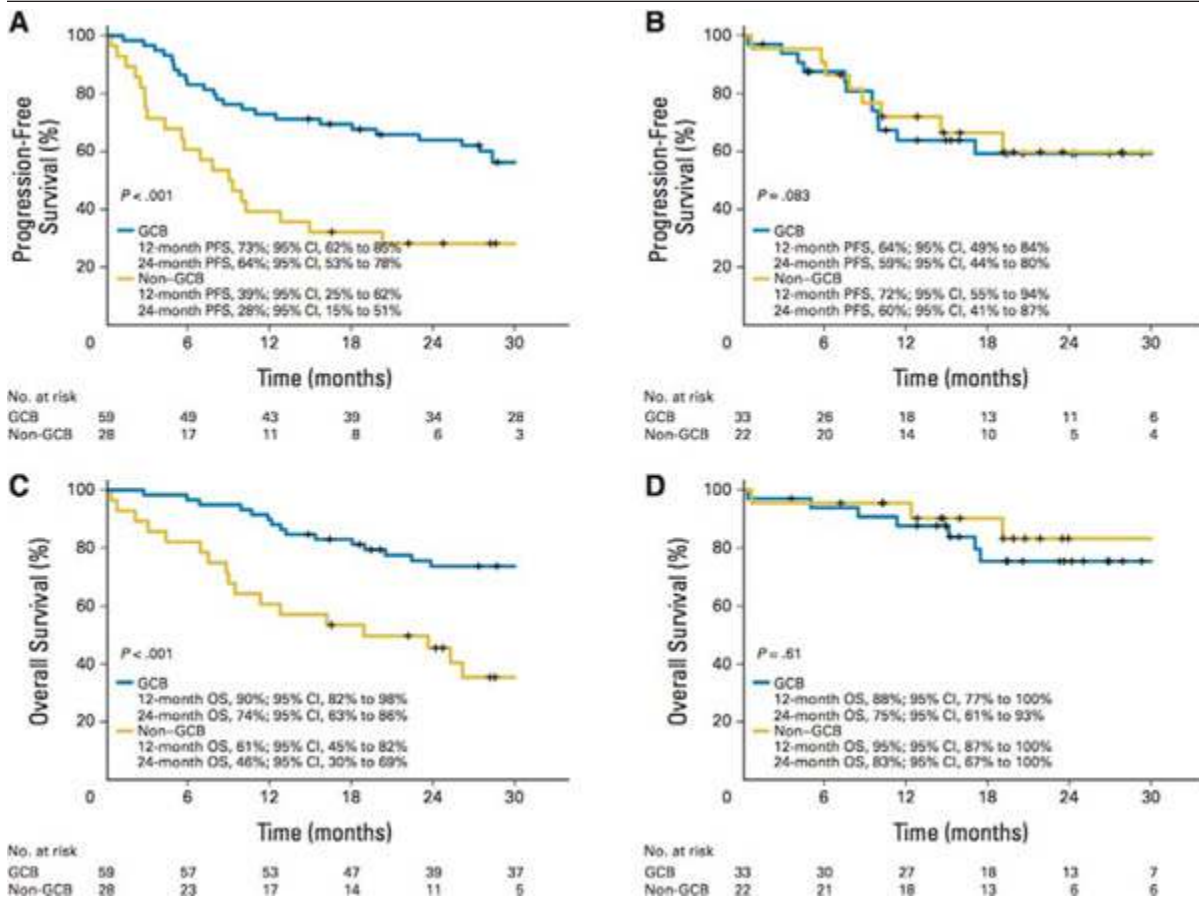 A
Progression-Free
Survival (%)
100
80
60
40
20
0
P < .001
GCB
12-month PFS, 73%; 95% CI, 62% to 85%
24-month PFS, 64%; 95% CI, 53% to 78%
Non–GCB
12-month PFS, 39%; 95% CI, 25% to 62%
24-month PFS, 28%; 95% CI, 15% to 51%
6 12 18 24 30
Time (months)
No. at risk
GCB 59 49 43 39 34 28
Non-GCB 28 17 11 8 6 3
B
Progression-Free
Survival (%)
100
80
60
40
20
0
P = .083
GCB
12-month PFS, 64%; 95% CI, 49% to 84%
24-month PFS, 59%; 95% CI, 44% to 80%
Non–GCB
12-month PFS, 72%; 95% CI, 55% to 94%
24-month PFS, 60%; 95% CI, 41% to 87%
6 12 18 24 30
Time (months)
No. at risk
GCB 33 26 18 13 11 6
Non-GCB 22 20 14 10 5 4
C
Overall Survival (%)
100
80
60
40
20
0
P < .001
GCB
12-month OS, 90%; 95% CI, 82% to 98%
24-month OS, 74%; 95% CI, 63% to 86%
Non–GCB
12-month OS, 61%; 95% CI, 45% to 82%
24-month OS, 46%; 95% CI, 30% to 69%
6 12 18 24 30
Time (months)
No. at risk
GCB 59 57 53 47 39 37
Non-GCB 28 23 17 14 11 5
D
Overall Survival (%)
100
80
60
40
20
0
P = .61
GCB
12-month OS, 88%; 95% CI, 77% to 100%
24-month OS, 75%; 95% CI, 61% to 93%
Non–GCB
12-month OS, 95%; 95% CI, 87% to 100%
24-month OS, 83%; 95% CI, 67% to 100%
6 12 18 24 30
Time (months)
No. at risk
GCB 33 30 27 18 13 7
Non-GCB 22 21 18 13 6 6